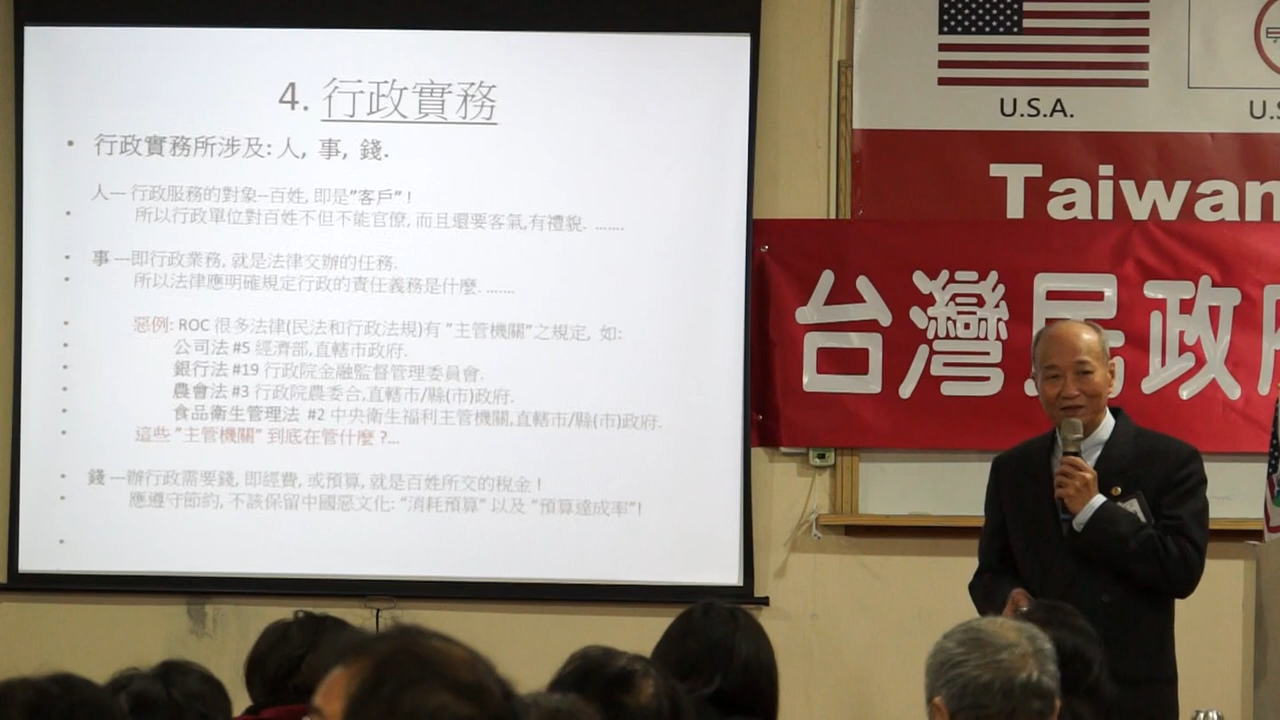 4. 行政實務
• 行政實務所涉及: 人, 事, 錢.
人--- 行政服務的對象--百姓, 即是"客戶" !
• 所以行政單位對百姓不但不能官僚, 而且還要客氣,有禮貌. .......
• 事 ---即行政業務, 就是法律交辦的任務.
• 所以法律應明確規定行政的責任義務是什麼. .......
• 惡例: ROC 很多法律(民法和行政法規)有 "主管機關"之規定, 如:
• 公司法 #5 經濟部,直轄市政府.
• 銀行法 #19 行政院金融監督管理委員會.
• 農會法 #3 行政院農委合,直轄市/縣(市)政府.
• 食品衛生管理法 #2 中央衛生福利主管機關,直轄市/縣(市)政府.
• 這些 "主管機關" 到底在管什麼 ?...
• 錢 ---辦行政需要錢, 即經費, 或預算, 就是百姓所交的稅金 !
• 應遵守節約, 不該保留中國惡文化: "消耗預算" 以及 "預算達成率"!
•
U.S.A.
U.S
Taiwan
台灣民政府